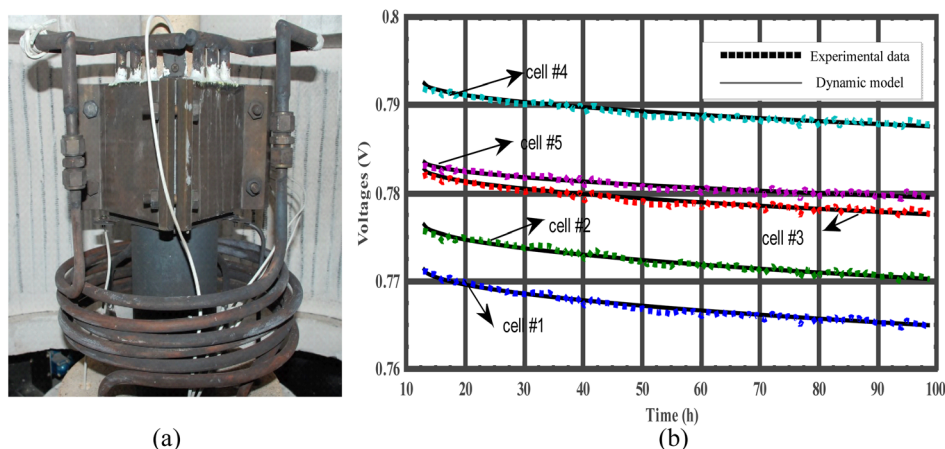 0.8
0.79
0.78
0.77
0.76
Voltages (V)
Experimental data
Dynamic model
cell #4
cell #5
cell #3
cell #2
cell #1
10 20 30 40 50 60 70 80 90 100
Time (h)
(a)
(b)